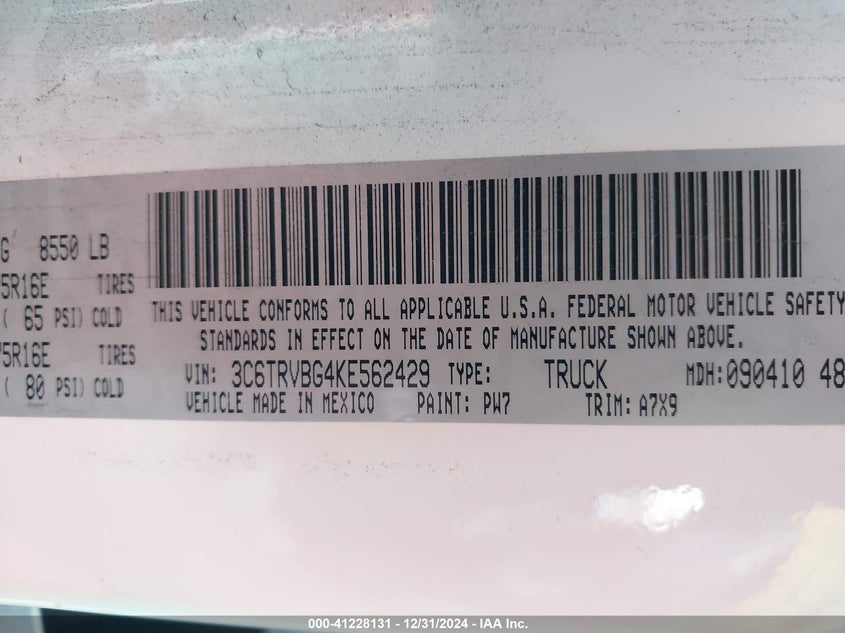 G 8550 LB
5R16E TIRES
( 65 PSI) COLD
5R16E TIRES
( 80 PSI) COLD
THIS VEHICLE CONFORMS TO ALL APPLICABLE U.S.A. FEDERAL MOTOR VEHICLE SAFETY
STANDARDS IN EFFECT ON THE DATE OF MANUFACTURE SHOWN ABOVE.
VIN: 3C6TRVBG4KE562429 TYPE: TRUCK MDH:090410 48
VEHICLE MADE IN MEXICO PAINT: PW7 TRIM: A7X9
000-41228131 - 12/31/2024 - IAA Inc.